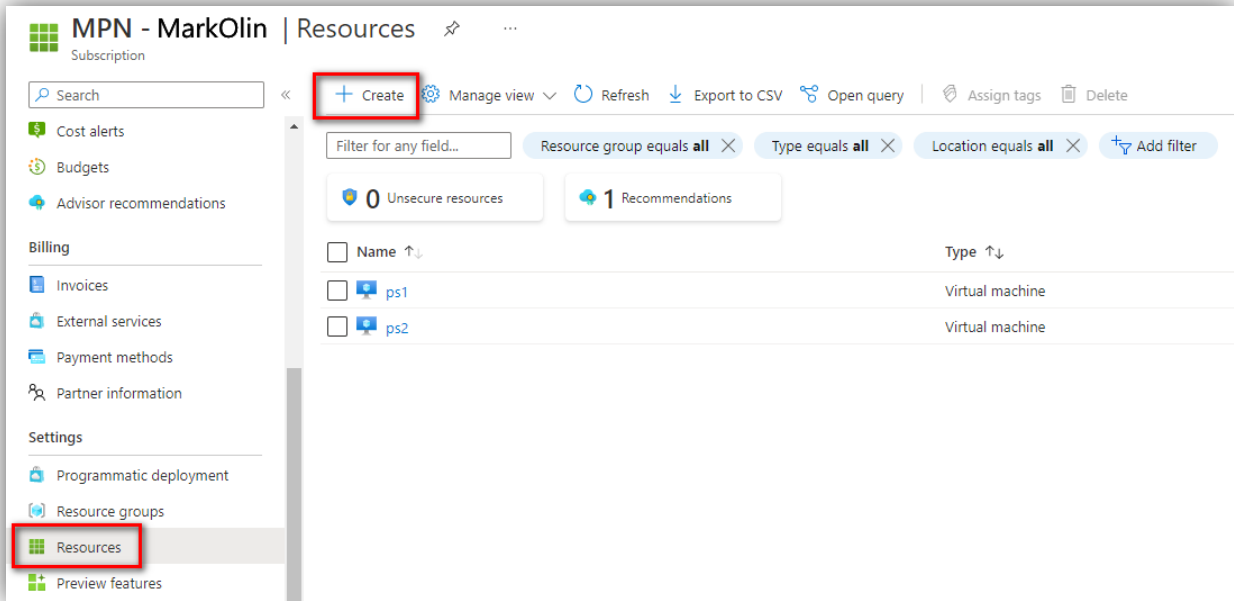 MPN - MarkOlin | Resources ...
Subscription
Search
Cost alerts
Budgets
Advisor recommendations
Billing
Invoices
External services
Payment methods
Partner information
Settings
Programmatic deployment
Resource groups
Resources
Preview features
Create Manage view Refresh Export to CSV Open query Assign tags Delete
Filter for any field... Resource group equals all Type equals all Location equals all Add filter
0 Unsecure resources 1 Recommendations
Name Type
ps1 Virtual machine
ps2 Virtual machine